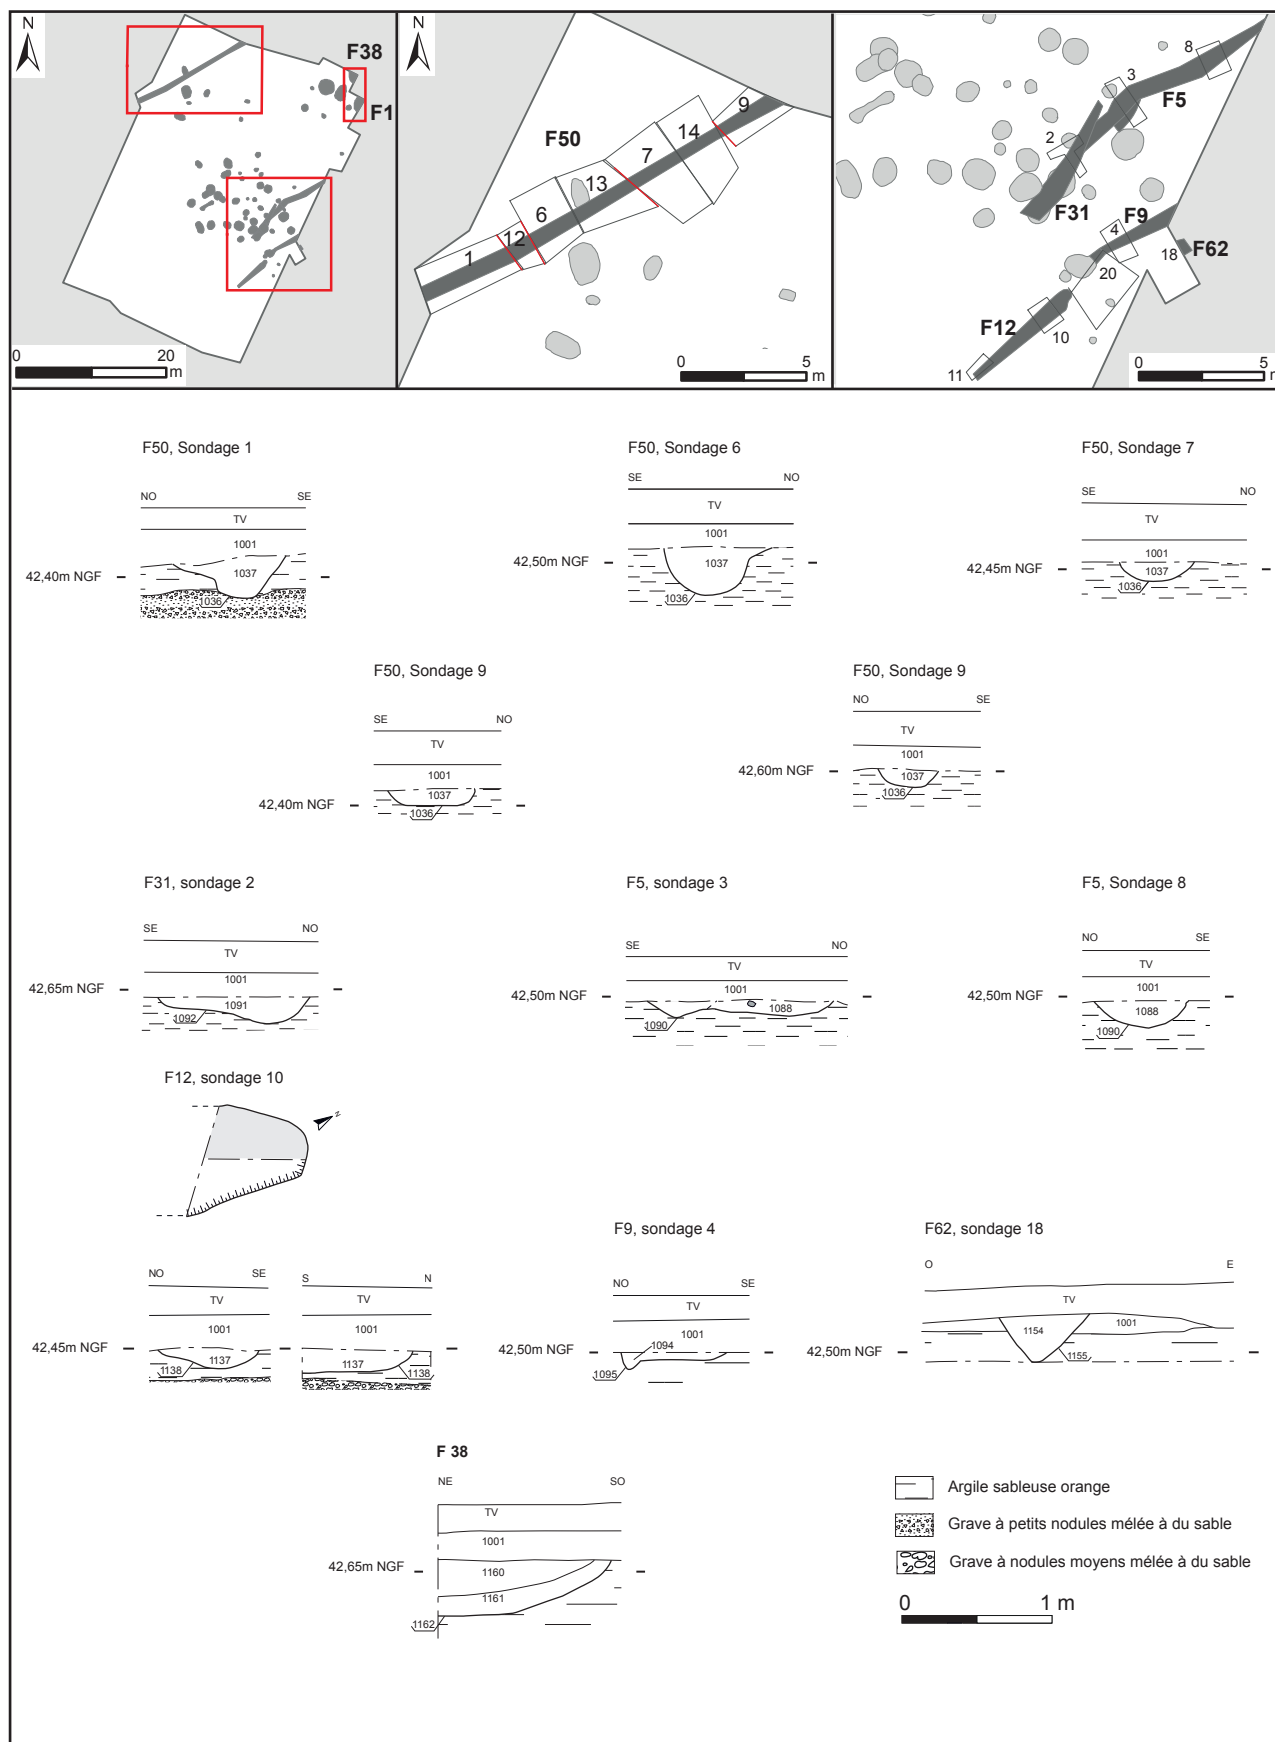 N
F38
F1
0 20
m
N
F50
9
14
7
13
6
12
1
0 5
m
8
3
F5
2
F31
F9
4
F62
18
20
F12
10
11
0 5
F50, Sondage 1
NO SE
TV
1001
42,40m NGF
1037
1036
F50, Sondage 6
SE NO
TV
1001
42,50m NGF
1037
1036
F50, Sondage 7
SE NO
TV
1001
42,45m NGF
1037
1036
F50, Sondage 9
SE NO
TV
1001
1037
42,40m NGF
1036
F50, Sondage 9
NO SE
TV
1001
42,60m NGF
1037
1036
F31, sondage 2
SE NO
TV
1001
42,65m NGF
1091
1092
F5, sondage 3
SE NO
TV
1001
42,50m NGF
1088
1090
F5, Sondage 8
NO SE
TV
1001
42,50m NGF
1088
1090
F12, sondage 10
N
NO SE
TV
1001
42,45m NGF
1137
1138
S N
TV
1001
1137
1138
F9, sondage 4
NO SE
TV
1001
42,50m NGF
1094
1095
F62, sondage 18
O E
TV
1001
1154
42,50m NGF
1155
F 38
NE SO
TV
1001
42,65m NGF
1160
1161
1162
Argile sableuse orange
Grave à petits nodules mélée à du sable
Grave à nodules moyens mélée à du sable
0 1 m